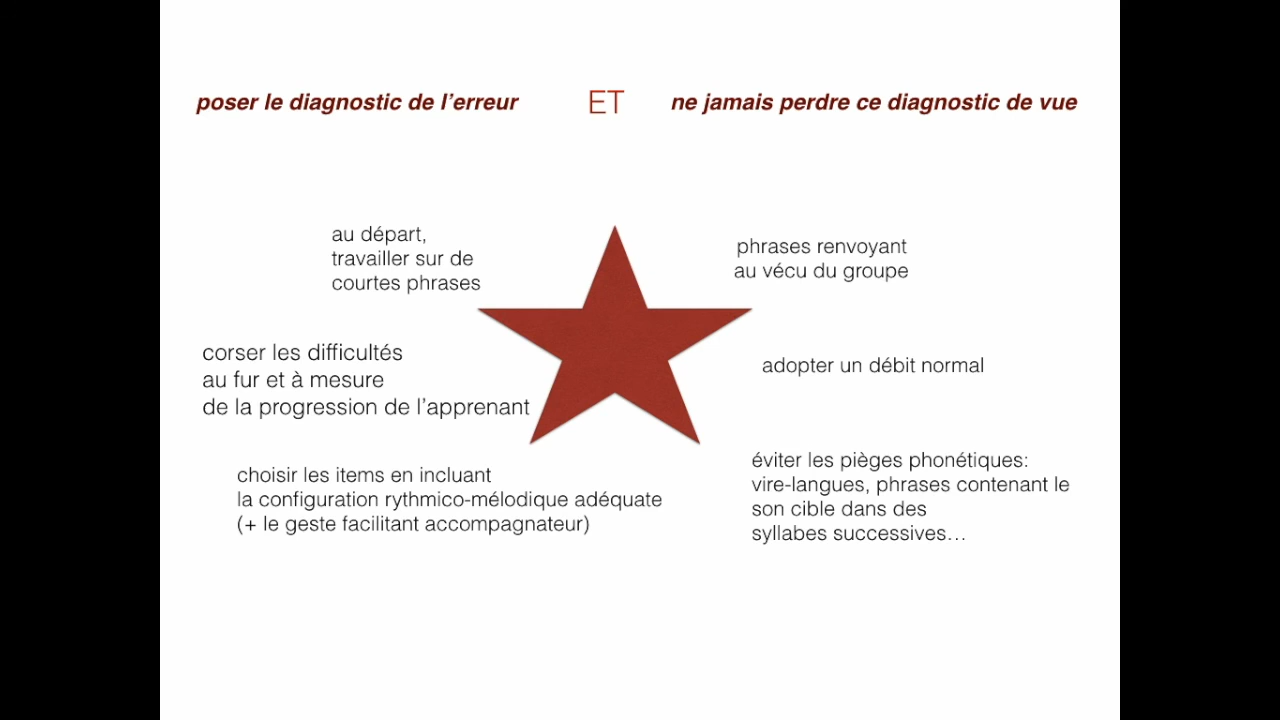 poser le diagnostic de l'erreur
ET
ne jamais perdre ce diagnostic de vue
au départ,
travailler sur de
courtes phrases
phrases renvoyant
au vécu du groupe
corser les difficultés
au fur et à mesure
de la progression de l'apprenant
adopter un débit normal
choisir les items en incluant
la configuration rythmico-mélodique adéquate
(+ le geste facilitant accompagnateur)
éviter les pièges phonétiques:
vire-langues, phrases contenant le
son cible dans des
syllabes successives…